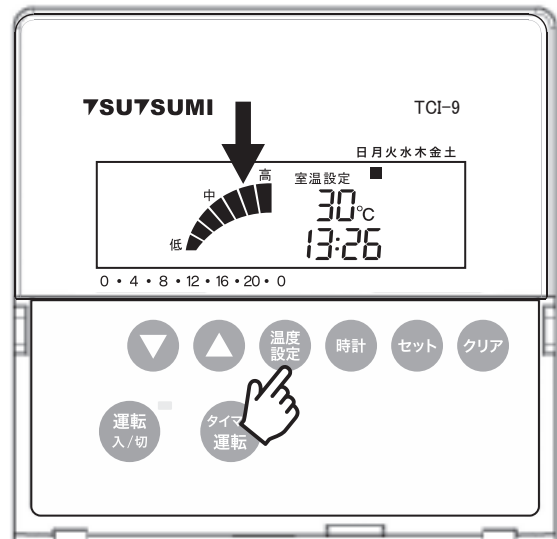 TSUTSUMI
TCI-9
日月火水木金土
高
中
低
室温設定
30℃
13:26
0・4・8・12・16・20・0
温度
設定
時計
セット
クリア
運転
入/切
タイマ
運転